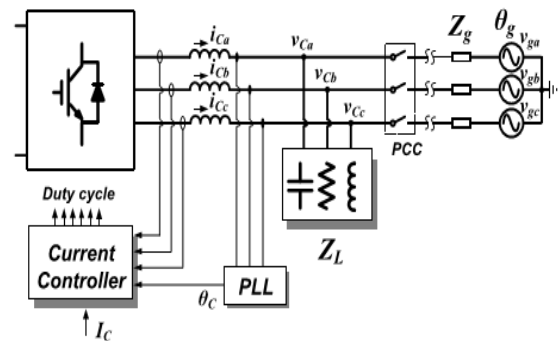 Z_g
θ_g
i_Ca
v_Ca
v_ga
i_Cb
v_Cb
v_gb
i_Cc
v_Cc
v_gc
PCC
Duty cycle
Z_L
Current
Controller
θ_C
PLL
I_C